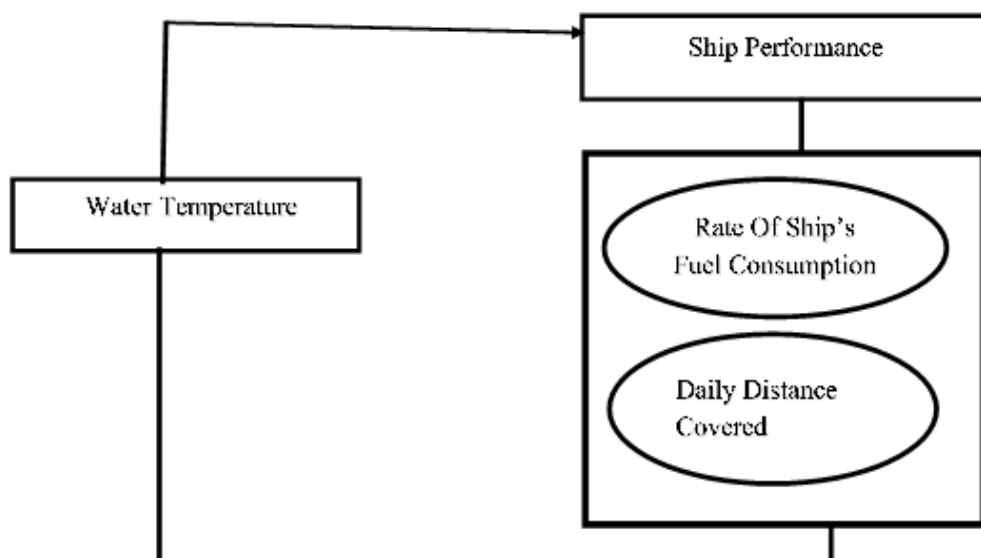 Ship Performance
Water Temperature
Rate Of Ship's
Fuel Consumption
Daily Distance
Covered